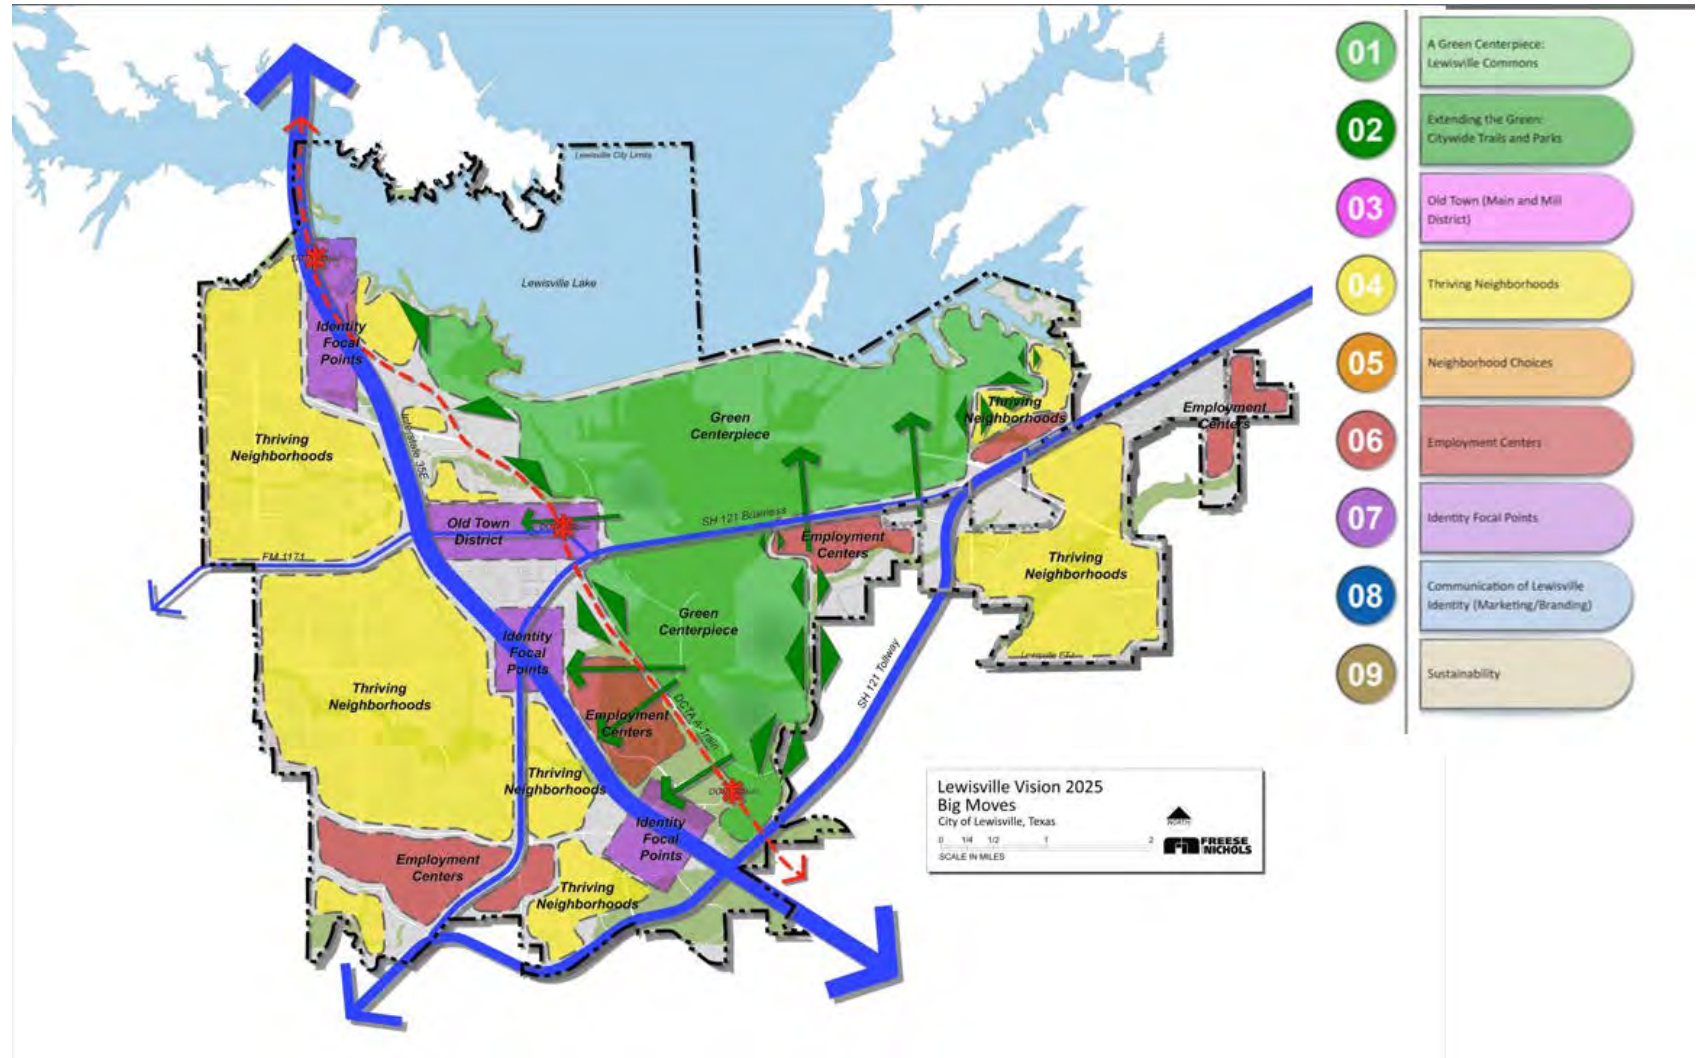 01
A Green Centerpiece:
Lewisville Commons
02
Extending the Green:
Citywide Trails and Parks
03
Old Town (Main and Mill
District)
04
Thriving Neighborhoods
05
Neighborhood Choices
06
Employment Centers
07
Identity Focal Points
08
Communication of Lewisville
Identity (Marketing/Branding)
09
Sustainability
Lewisville City Limits
Lewisville Lake
Identity
Focal
Points
Thriving
Neighborhoods
Interstate 35E
Green
Centerpiece
Thriving
Neighborhoods
Employment
Centers
Old Town
District
SH 121 Business
Employment
Centers
FM 1171
Thriving
Neighborhoods
Green
Centerpiece
Identity
Focal
Points
Lewisville ETJ
SH 121 Tollway
Thriving
Neighborhoods
Employment
Centers
DCTA A-Train
Thriving
Neighborhoods
Identity
Focal
Points
Employment
Centers
Thriving
Neighborhoods
Lewisville Vision 2025
Big Moves
City of Lewisville, Texas
0 1/4 1/2 1 2
SCALE IN MILES
NORTH
FREESE
NICHOLS